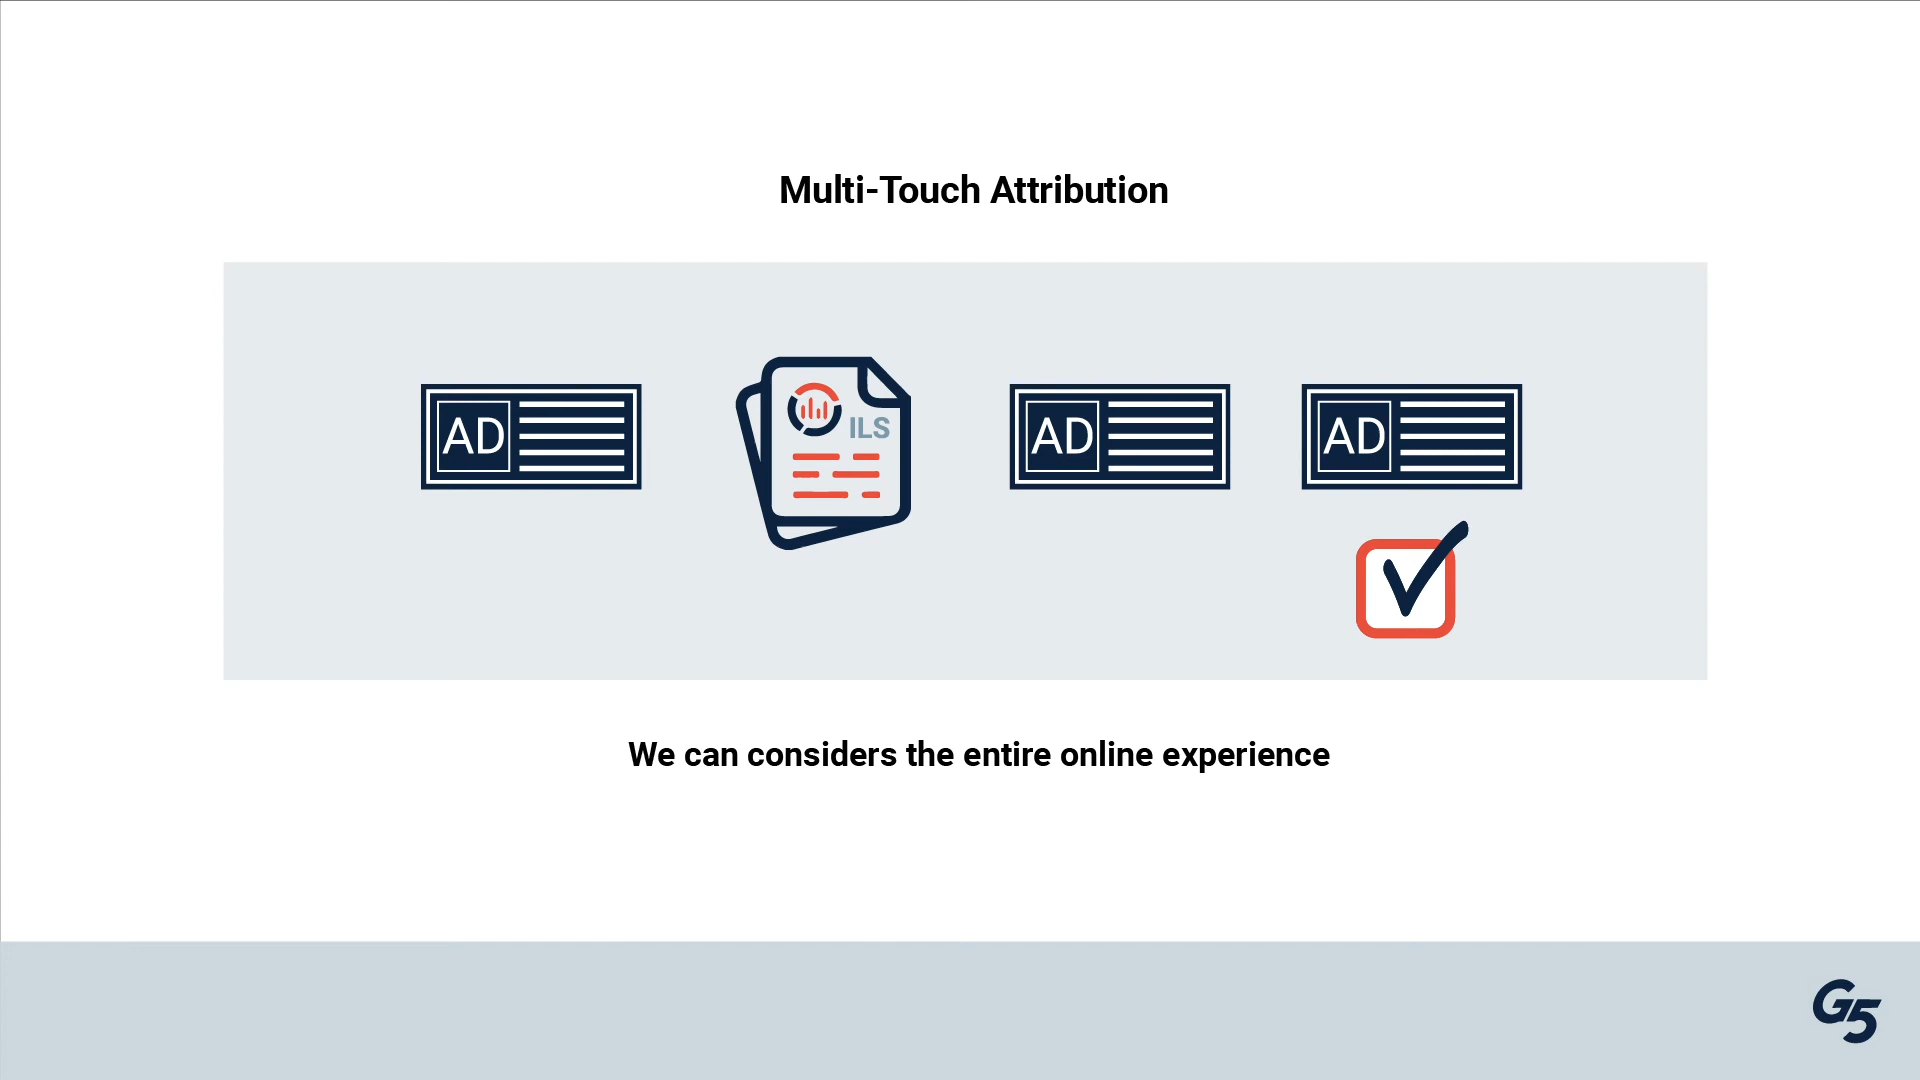 Multi-Touch Attribution
AD
ILS
AD
AD
We can considers the entire online experience
G5